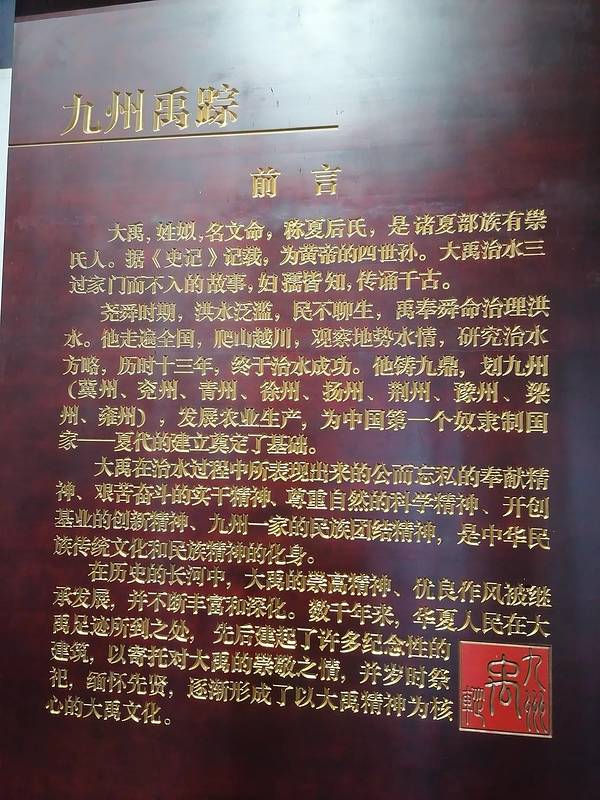 九州禹踪
前言
大禹，姓姒，名文命，称夏后氏，是诸夏部族有崇
氏人。据《史记》记载，为黄帝的四世孙。大禹治水三
过家门而不入的故事，妇孺皆知，传诵千古。
尧舜时期，洪水泛滥，民不聊生，禹奉舜命治理洪
水。他走遍全国，爬山越川，观察地势水情，研究治水
方略，历时十三年，终于治水成功。他铸九鼎，划九州
（冀州、兖州、青州、徐州、扬州、荆州、豫州、梁
州、雍州），发展农业生产，为中国第一个奴隶制国
家——夏代的建立奠定了基础。
大禹在治水过程中所表现出来的公而忘私的奉献精
神、艰苦奋斗的实干精神、尊重自然的科学精神、开创
基业的创新精神、九州一家的民族团结精神，是中华民
族传统文化和民族精神的化身。
在历史的长河中，大禹的崇高精神、优良作风被继
承发展，并不断丰富和深化。数千年来，华夏人民在大
禹足迹所到之处，先后建起了许多纪念性的
建筑，以寄托对大禹的崇敬之情，并岁时祭
祀，缅怀先贤，逐渐形成了以大禹精神为核
心的大禹文化。
九州
禹